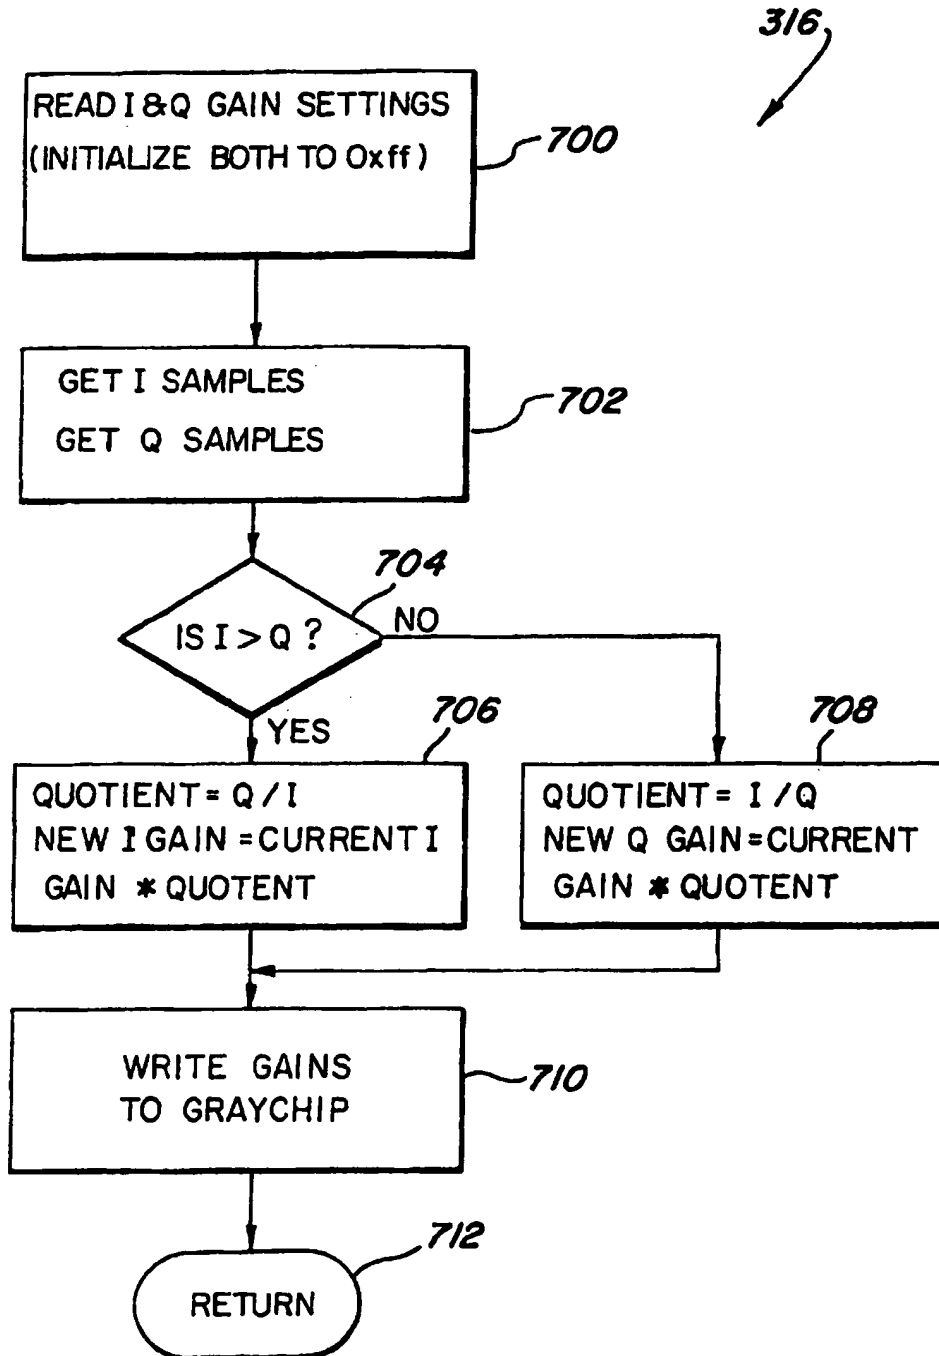 316
READ I & Q GAIN SETTINGS
(INITIALIZE BOTH TO 0xff)
700
GET I SAMPLES
GET Q SAMPLES
702
704
IS I > Q ?
NO
YES
706
QUOTIENT = Q / I
NEW I GAIN = CURRENT I
GAIN * QUOTENT
708
QUOTIENT = I / Q
NEW Q GAIN = CURRENT
GAIN * QUOTENT
WRITE GAINS
TO GRAYCHIP
710
712
RETURN